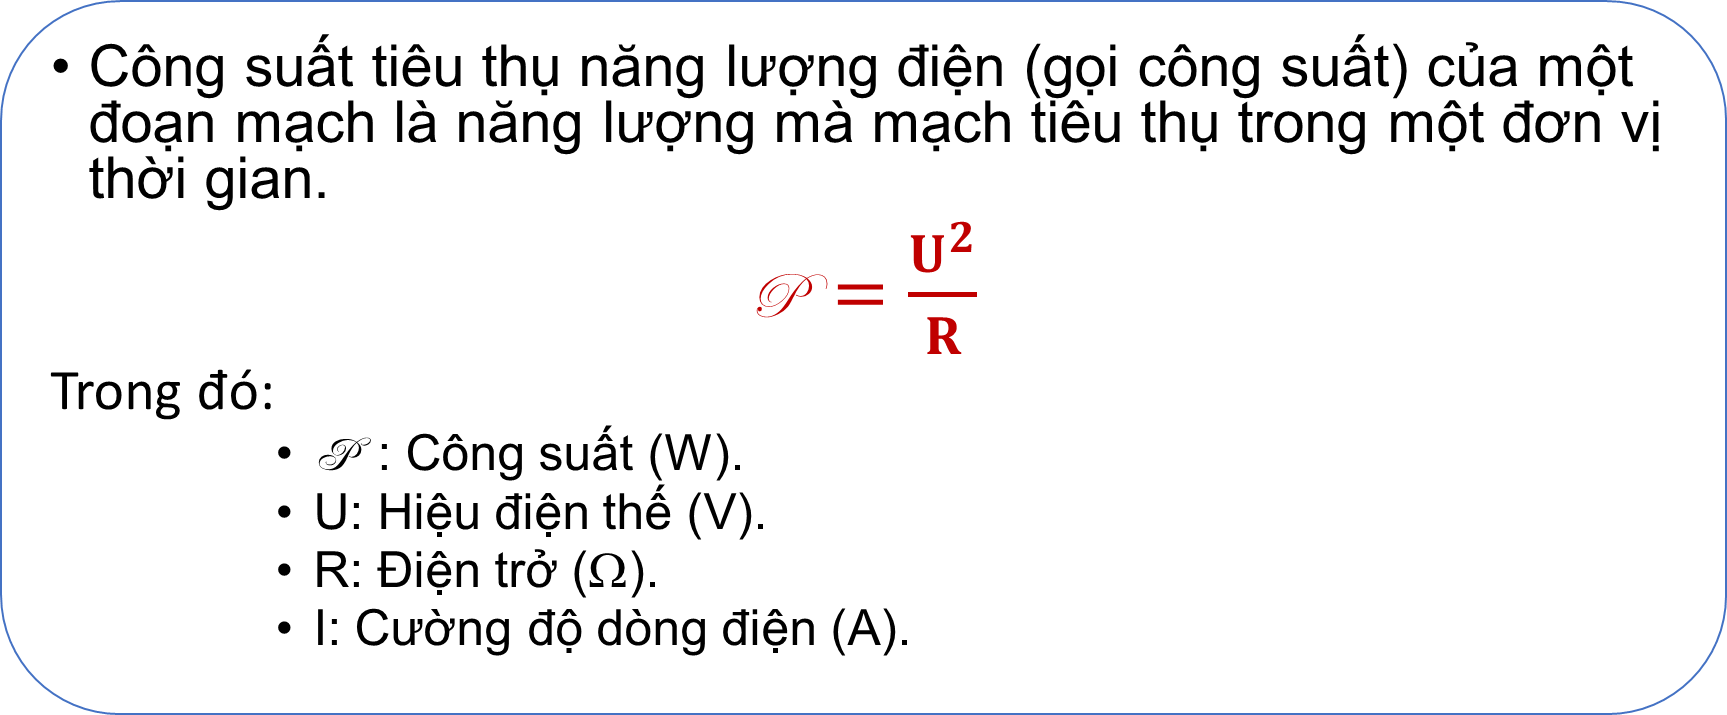 • Công suất tiêu thụ năng lượng điện (gọi công suất) của một
đoạn mạch là năng lượng mà mạch tiêu thụ trong một đơn vị
thời gian.
𝒫 = U²/R
Trong đó:
• 𝒫 : Công suất (W).
• U: Hiệu điện thế (V).
• R: Điện trở (Ω).
• I: Cường độ dòng điện (A).